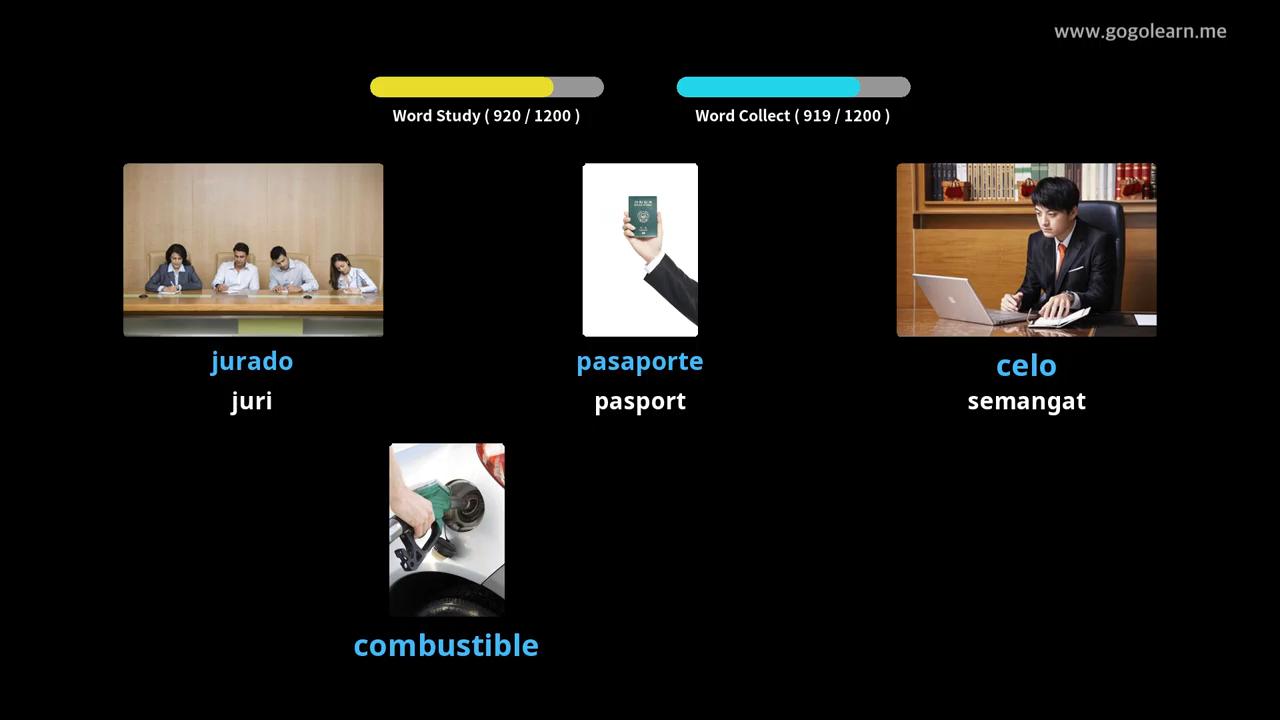 www.gogolearn.me
Word Study ( 920 / 1200 )
Word Collect ( 919 / 1200 )
jurado
pasaporte
celo
juri
pasport
semangat
combustible